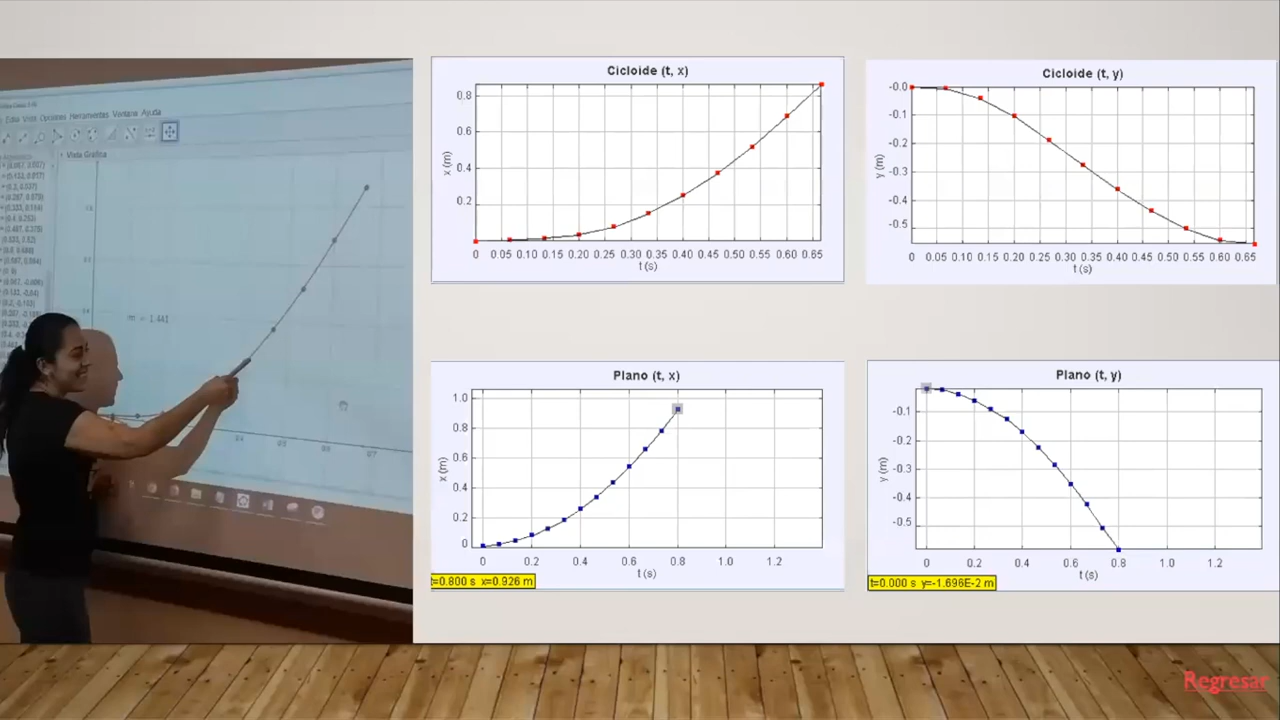 Edita Vista Opciones Herramientas Ventana Ayuda
Vista Gráfica
m = 1.441
Cicloide (t, x)
x (m)
0.8
0.6
0.4
0.2
0 0.05 0.10 0.15 0.20 0.25 0.30 0.35 0.40 0.45 0.50 0.55 0.60 0.65
t (s)
Cicloide (t, y)
y (m)
-0.0
-0.1
-0.2
-0.3
-0.4
-0.5
0 0.05 0.10 0.15 0.20 0.25 0.30 0.35 0.40 0.45 0.50 0.55 0.60 0.65
t (s)
Plano (t, x)
x (m)
1.0
0.8
0.6
0.4
0.2
0
0 0.2 0.4 0.6 0.8 1.0 1.2
t (s)
t=0.800 s x=0.926 m
Plano (t, y)
y (m)
-0.1
-0.2
-0.3
-0.4
-0.5
0 0.2 0.4 0.6 0.8 1.0 1.2
t (s)
t=0.000 s y=-1.696E-2 m
Regresar